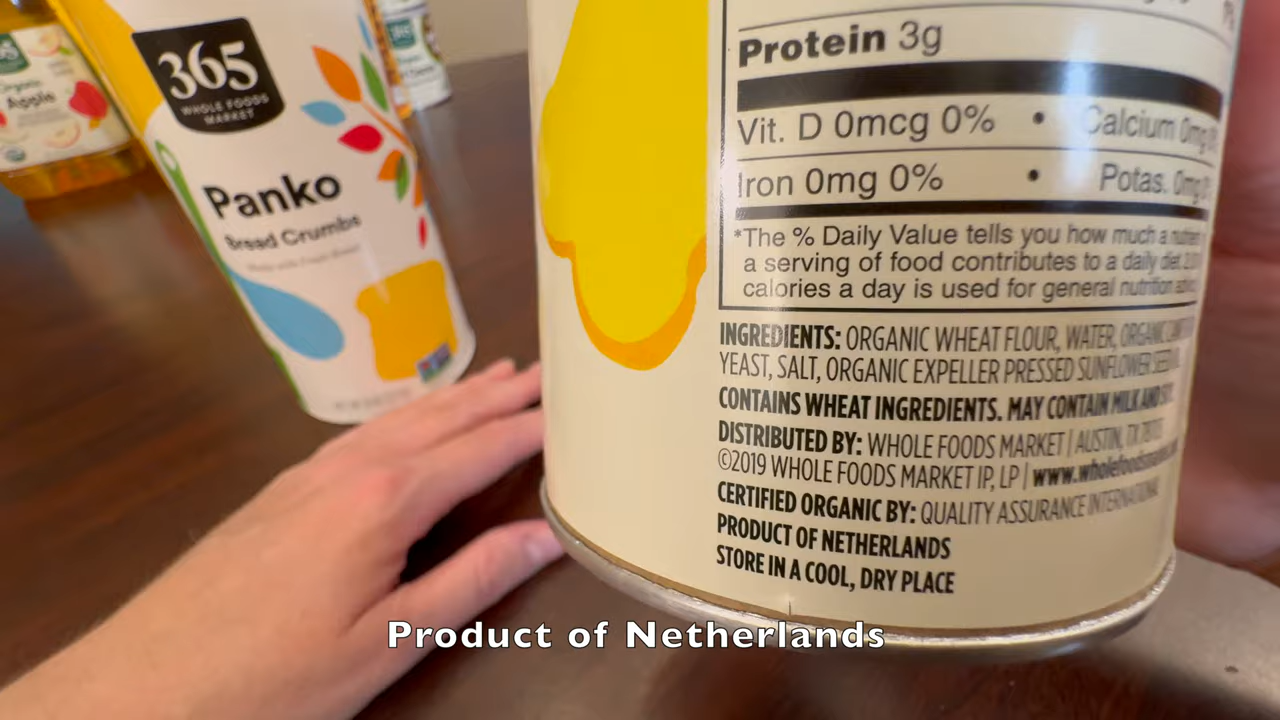 365
WHOLE FOODS
MARKET
Organic
Apple
Panko
Bread Crumbs
Protein 3g
Vit. D 0mcg 0% • Calcium 0mg
Iron 0mg 0% • Potas. 0mg
*The % Daily Value tells you how much a
a serving of food contributes to a daily diet
calories a day is used for general nutrition
INGREDIENTS: ORGANIC WHEAT FLOUR, WATER, ORGANIC
YEAST, SALT, ORGANIC EXPELLER PRESSED SUNFLOWER SEED
CONTAINS WHEAT INGREDIENTS. MAY CONTAIN MILK AND
DISTRIBUTED BY: WHOLE FOODS MARKET | AUSTIN, TX
©2019 WHOLE FOODS MARKET IP, LP |
CERTIFIED ORGANIC BY: QUALITY ASSURANCE INTERNATIONAL
PRODUCT OF NETHERLANDS
STORE IN A COOL, DRY PLACE
Product of Netherlands